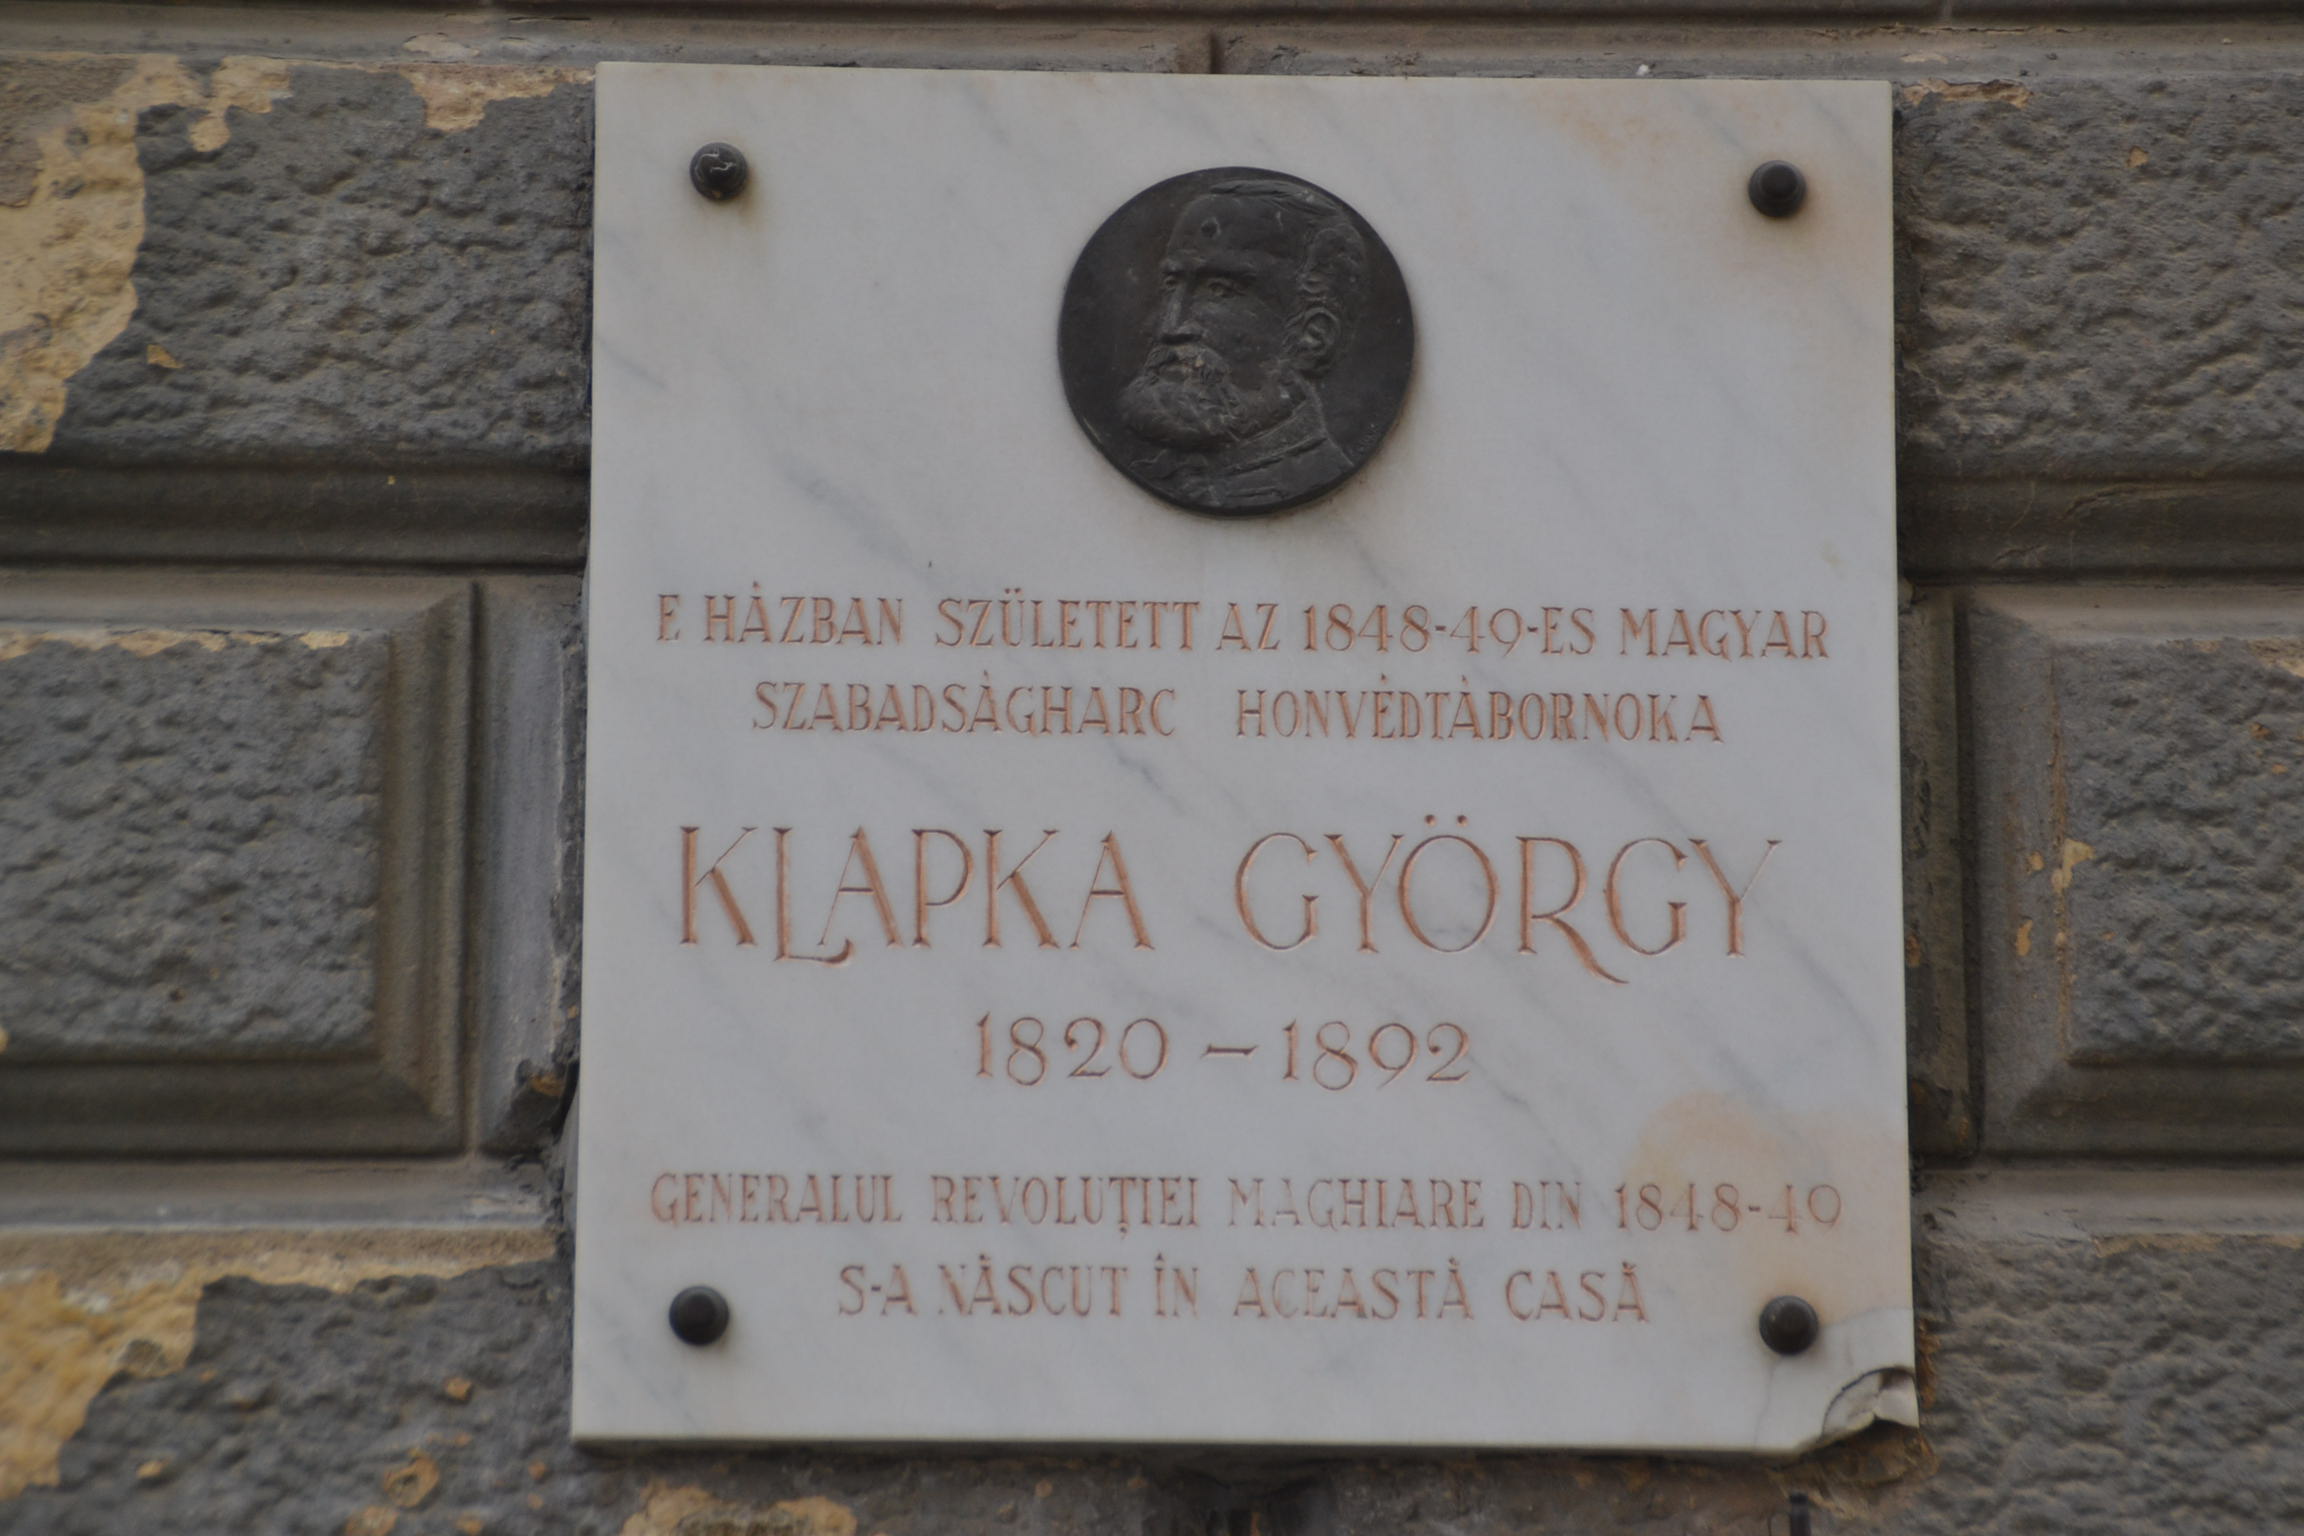 E HÁZBAN SZÜLETETT AZ 1848-49-ES MAGYAR
SZABADSÁGHARC HONVÉDTÁBORNOKA
KLAPKA GYÖRGY
1820 – 1892
GENERALUL REVOLUȚIEI MAGHIARE DIN 1848-49
S-A NĂSCUT ÎN ACEASTĂ CASĂ